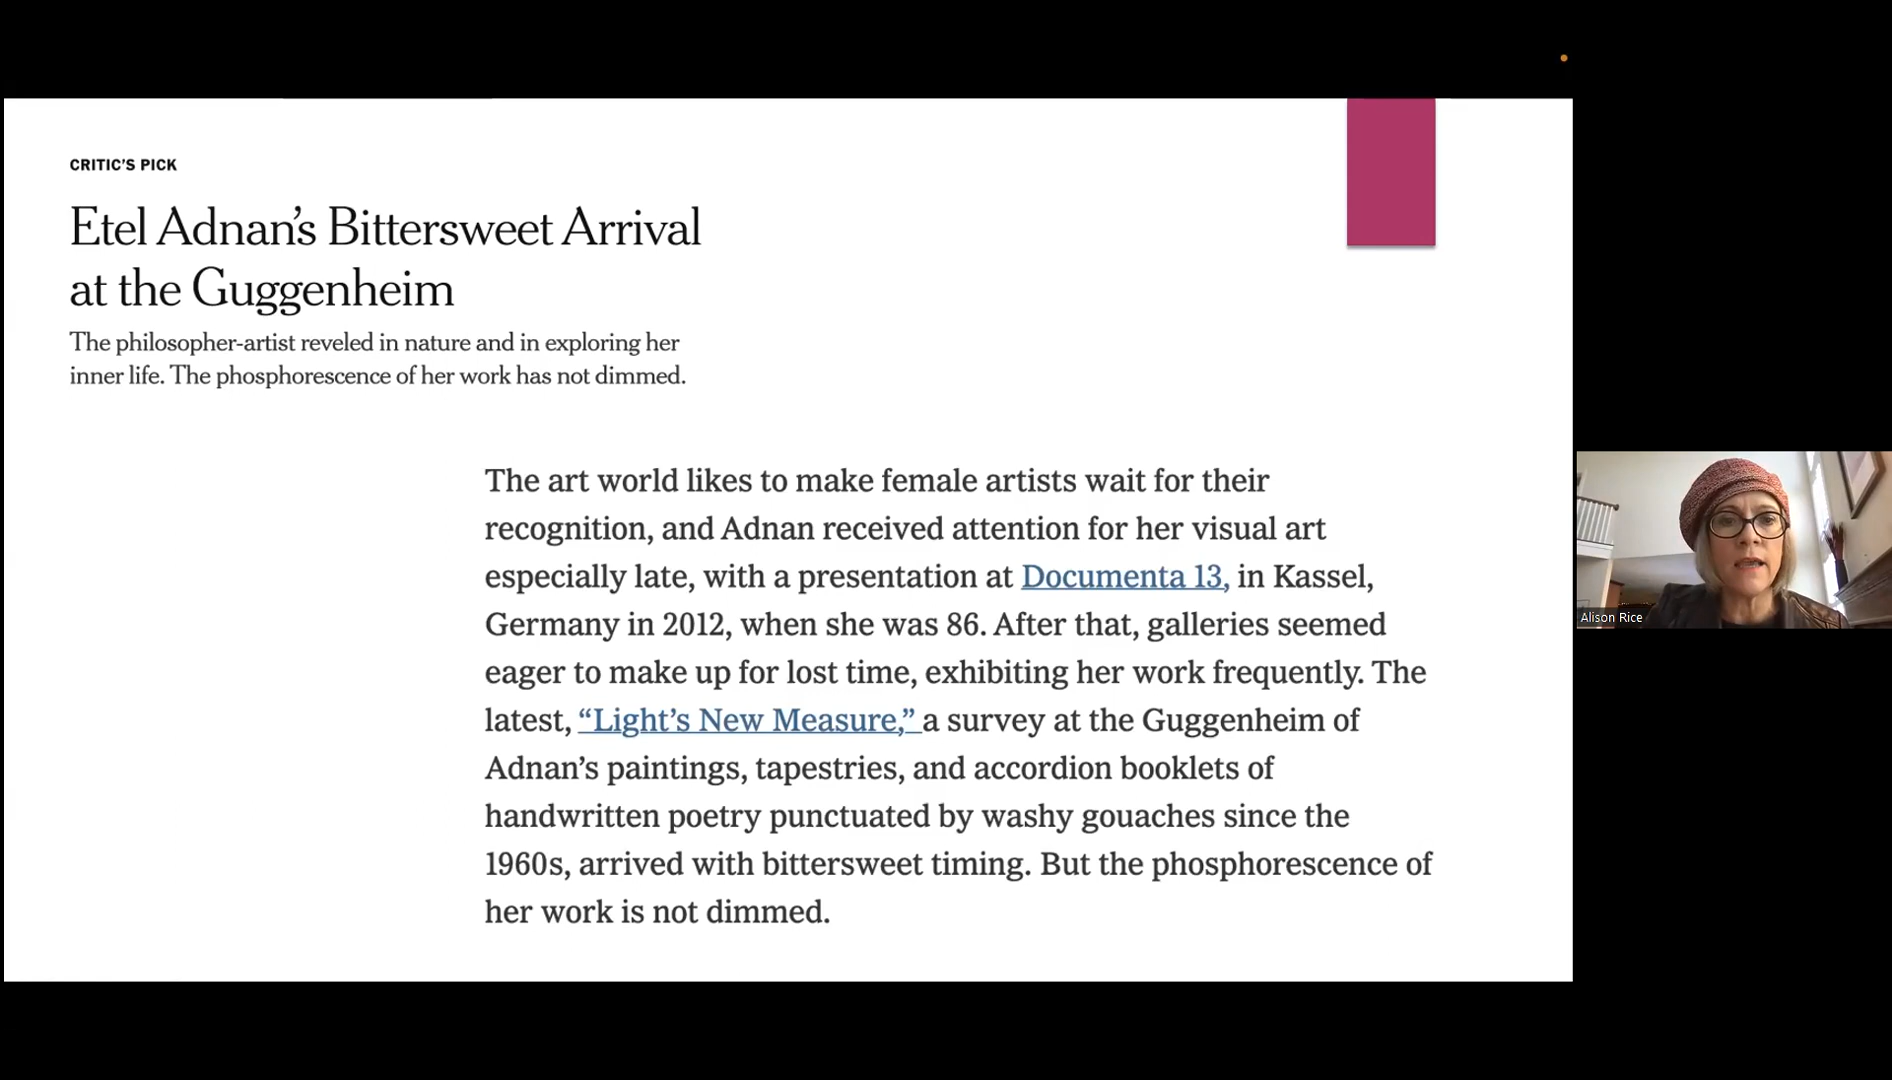 CRITIC'S PICK
Etel Adnan's Bittersweet Arrival
at the Guggenheim
The philosopher-artist reveled in nature and in exploring her
inner life. The phosphorescence of her work has not dimmed.
The art world likes to make female artists wait for their
recognition, and Adnan received attention for her visual art
especially late, with a presentation at Documenta 13, in Kassel,
Germany in 2012, when she was 86. After that, galleries seemed
eager to make up for lost time, exhibiting her work frequently. The
latest, “Light’s New Measure,” a survey at the Guggenheim of
Adnan’s paintings, tapestries, and accordion booklets of
handwritten poetry punctuated by washy gouaches since the
1960s, arrived with bittersweet timing. But the phosphorescence of
her work is not dimmed.
Alison Rice